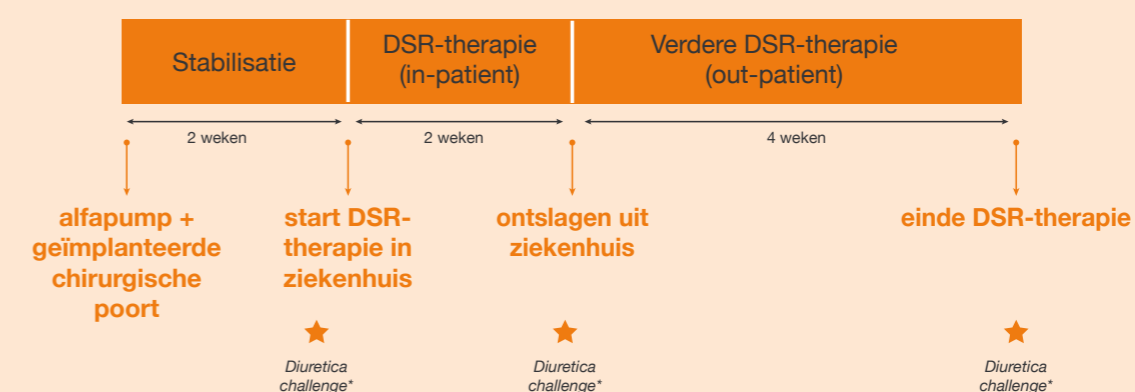 Stabilisatie
DSR-therapie
(in-patient)
Verdere DSR-therapie
(out-patient)
2 weken
2 weken
4 weken
alfapump +
geïmplanteerde
chirurgische
poort
start DSR-
therapie in
ziekenhuis
ontslagen uit
ziekenhuis
einde DSR-therapie
Diuretica
challenge*
Diuretica
challenge*
Diuretica
challenge*